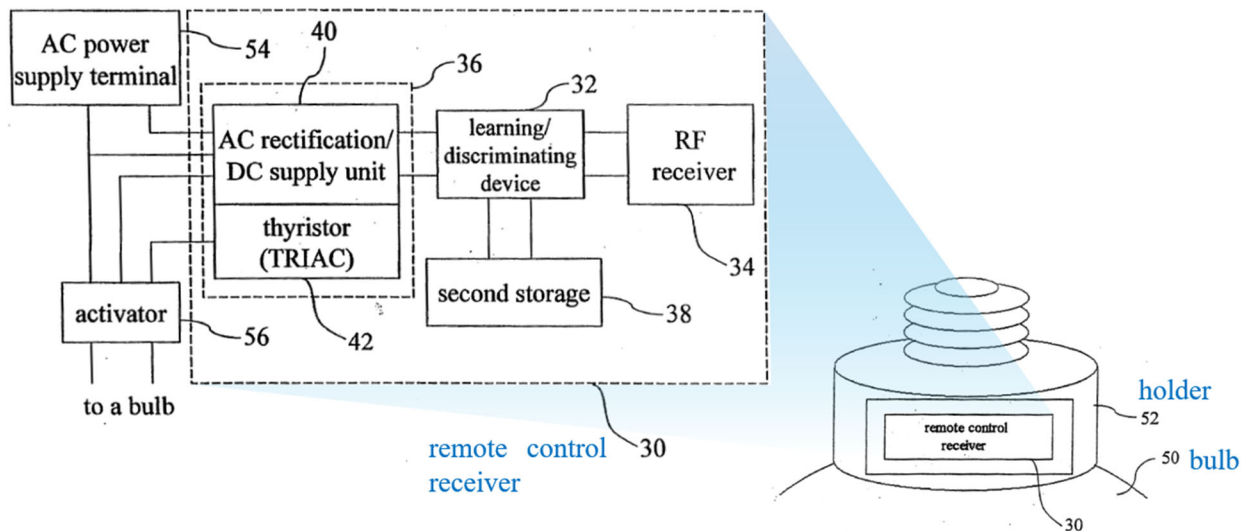 AC power
supply terminal
54
40
36
32
AC rectification/
DC supply unit
learning/
discriminating
device
RF
receiver
thyristor
(TRIAC)
34
second storage
38
activator
56
42
to a bulb
30
remote control
receiver
holder
52
remote control
receiver
50
bulb
30